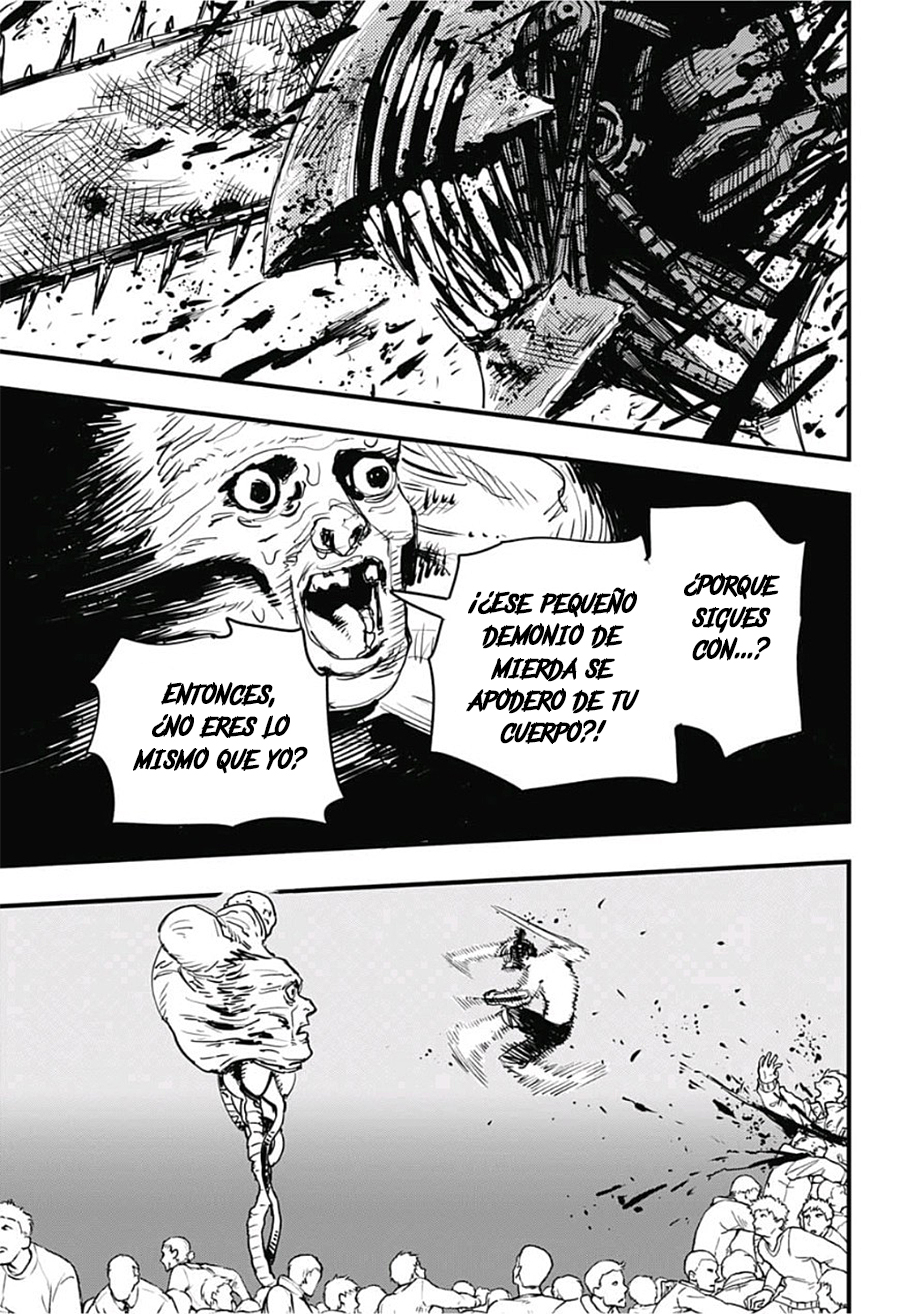 ¿PORQUE
SIGUES
CON...?
¡¿ESE PEQUEÑO
DEMONIO DE
MIERDA SE
APODERO DE TU
CUERPO?!
ENTONCES,
¿NO ERES LO
MISMO QUE YO?